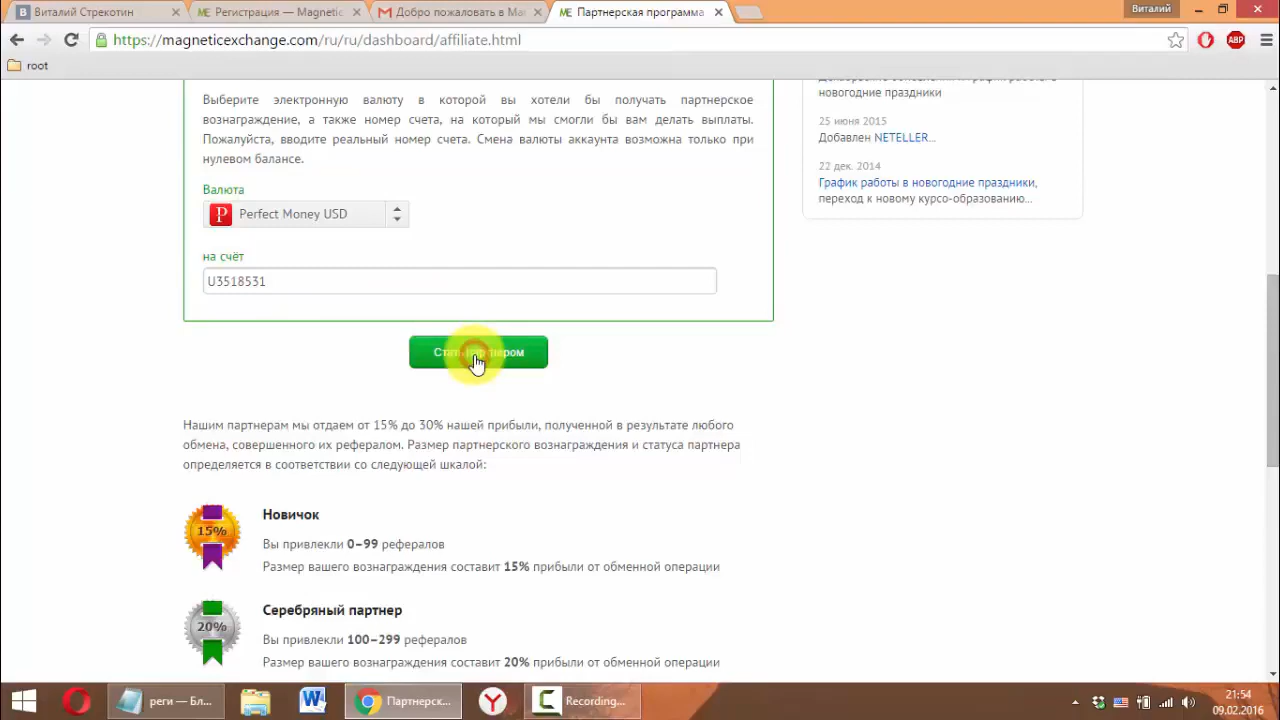 Виталий Стрекотин
Регистрация — Magnetic
Добро пожаловать в Mag
Партнерская программа
Виталий
https://magneticexchange.com/ru/ru/dashboard/affiliate.html
ABP
root
Выберите электронную валюту в которой вы хотели бы получать партнерское
вознаграждение, а также номер счета, на который мы смогли бы вам делать выплаты.
Пожалуйста, вводите реальный номер счета. Смена валюты аккаунта возможна только при
нулевом балансе.
Валюта
Perfect Money USD
на счёт
U3518531
Стать партнером
новогодние праздники
25 июня 2015
Добавлен NETELLER...
22 дек. 2014
График работы в новогодние праздники,
переход к новому курсо-образованию...
Нашим партнерам мы отдаем от 15% до 30% нашей прибыли, полученной в результате любого
обмена, совершенного их рефералом. Размер партнерского вознаграждения и статуса партнера
определяется в соответствии со следующей шкалой:
15%
Новичок
Вы привлекли 0–99 рефералов
Размер вашего вознаграждения составит 15% прибыли от обменной операции
20%
Серебряный партнер
Вы привлекли 100–299 рефералов
Размер вашего вознаграждения составит 20% прибыли от обменной операции
реги — Бл...
Партнерск...
Recording...
21:54
09.02.2016